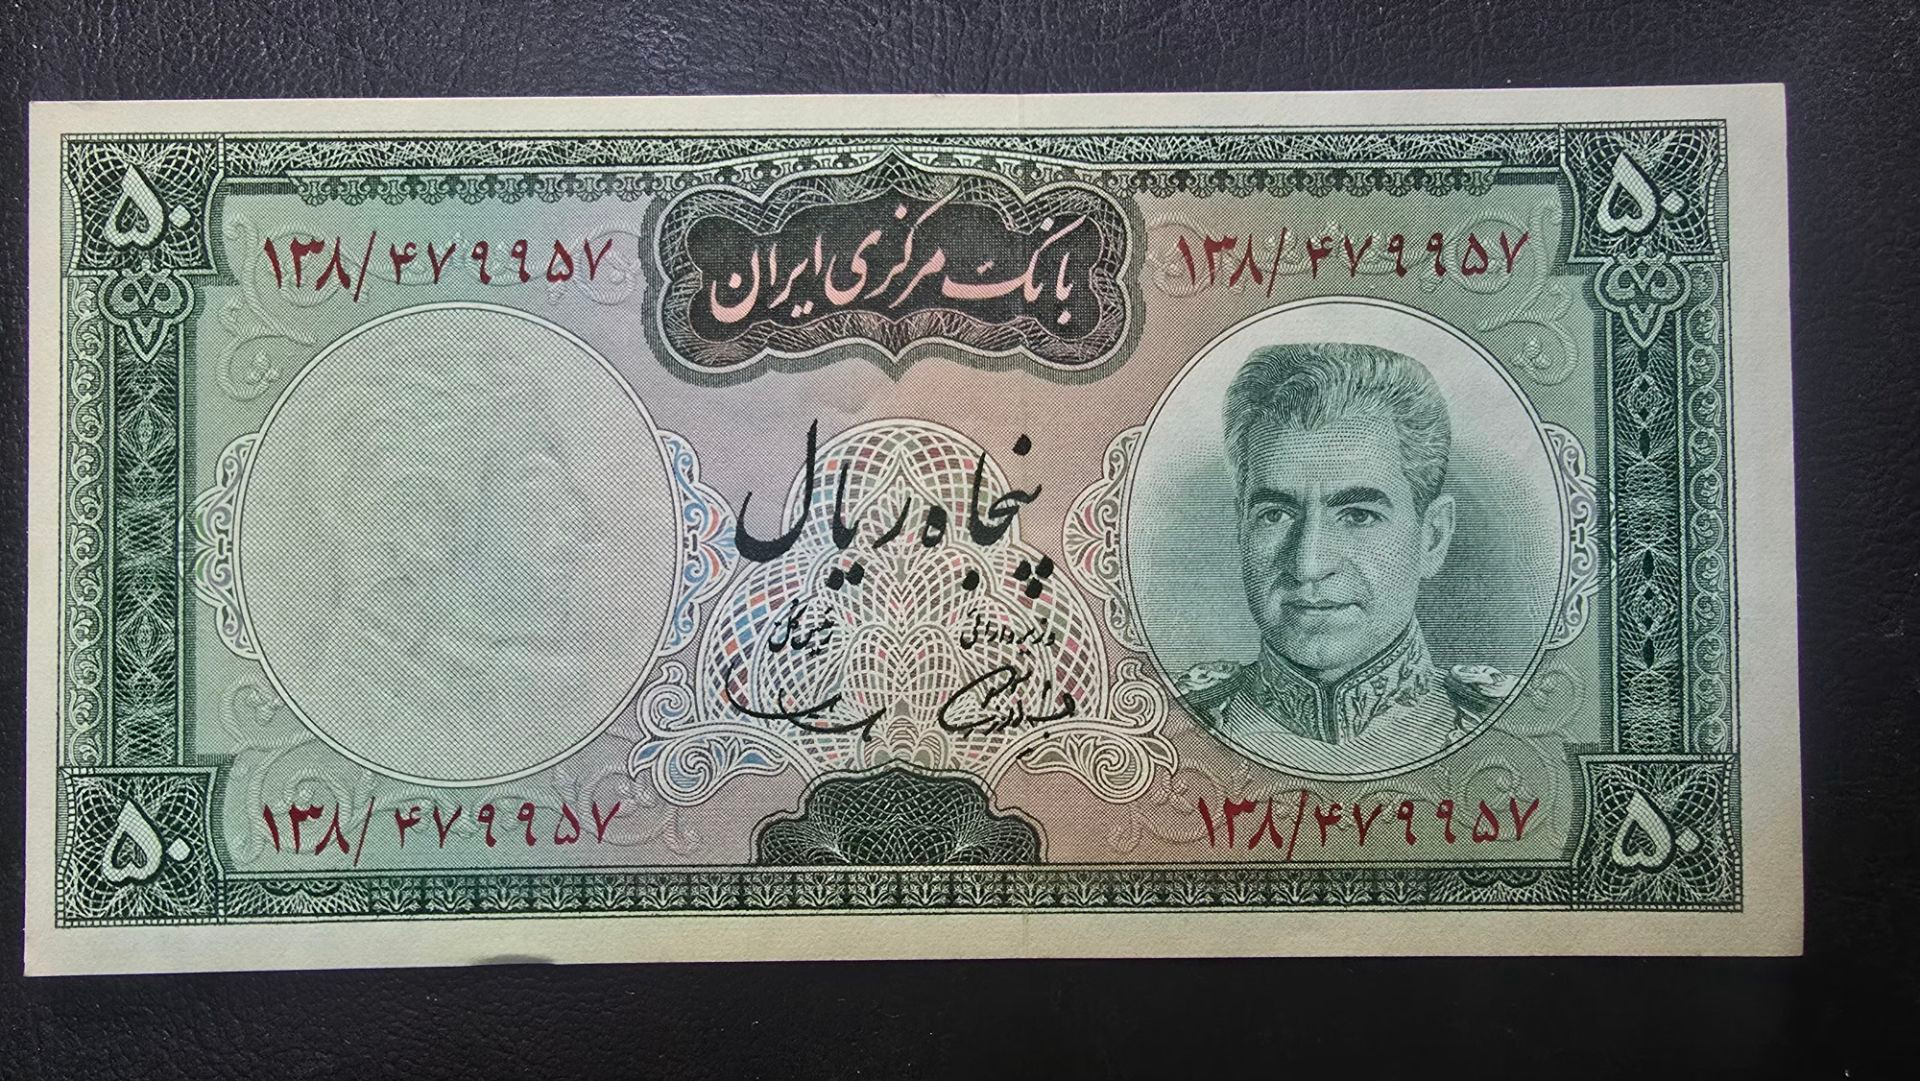 ۵۰
۵۰
بانک مرکزی ایران
۱۳۸/۴۷۹۹۵۷
۱۳۸/۴۷۹۹۵۷
پنجاه ریال
وزیر دارائی
رئیس کل
۱۳۸/۴۷۹۹۵۷
۱۳۸/۴۷۹۹۵۷
۵۰
۵۰